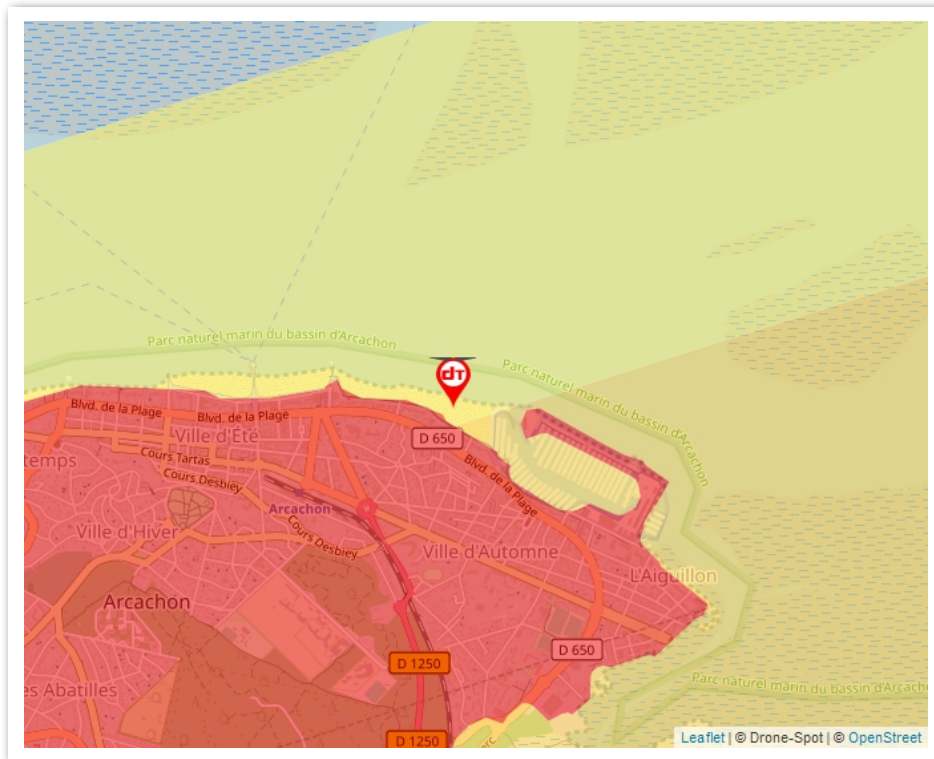 Parc naturel marin du bassin d'Arcachon
Parc naturel marin du bassin d'Arcachon
dT
Blvd. de la Plage
Blvd. de la Plage
D 650
Ville d'Été
temps
Cours Tartas
Cours Desbiey
Blvd. de la Plage
Arcachon
Ville d'Hiver
Cours Desbiey
Ville d'Automne
L'Aiguillon
Arcachon
D 650
D 1250
es Abatilles
Parc naturel marin du bassin d'Arcacho
D 1250
Leaflet | © Drone-Spot | © OpenStreet